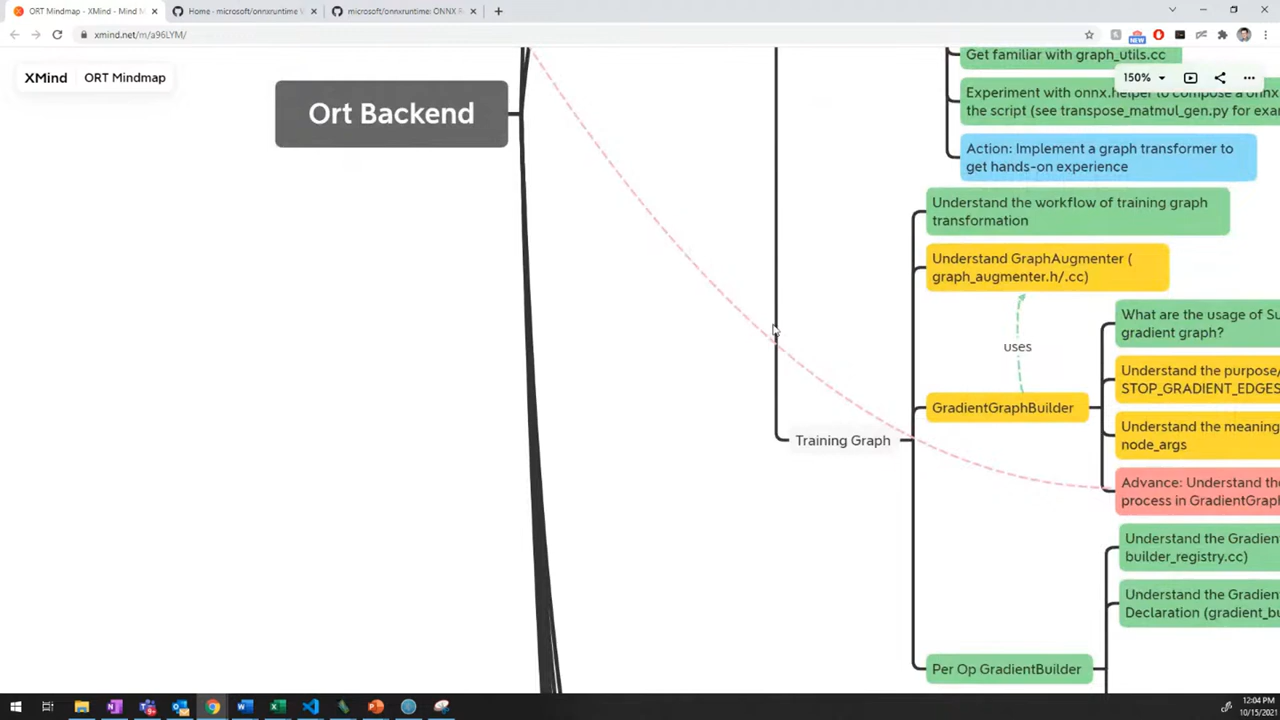 ORT Mindmap - XMind - Mind M
Home - microsoft/onnxruntime W
microsoft/onnxruntime: ONNX R
xmind.net/m/a96LYM/
NEW
XMind
ORT Mindmap
150%
Ort Backend
Get familiar with graph_utils.cc
Experiment with onnx.helper to compose a onnx
the script (see transpose_matmul_gen.py for exa
Action: Implement a graph transformer to
get hands-on experience
Understand the workflow of training graph
transformation
Understand GraphAugmenter (
graph_augmenter.h/.cc)
uses
What are the usage of Su
gradient graph?
Understand the purpose/
STOP_GRADIENT_EDGES
GradientGraphBuilder
Understand the meaning
node_args
Training Graph
Advance: Understand the
process in GradientGraph
Understand the Gradien
builder_registry.cc)
Understand the Gradien
Declaration (gradient_bu
Per Op GradientBuilder
12:04 PM
10/15/2021